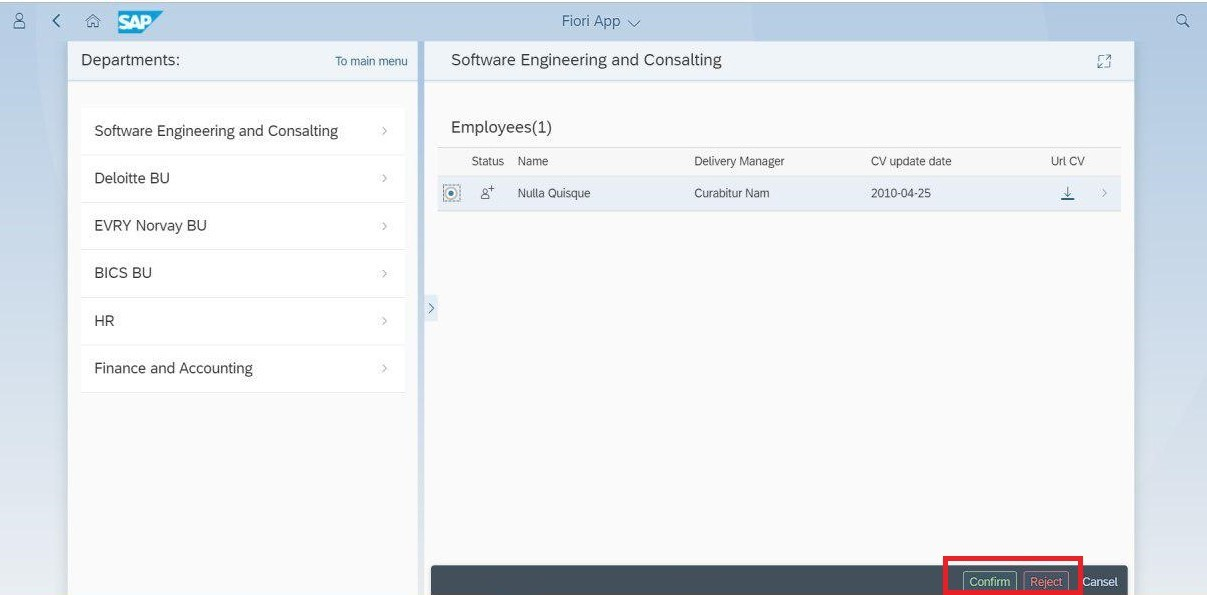 SAP
Fiori App
Departments:
To main menu
Software Engineering and Consalting
Deloitte BU
EVRY Norvay BU
BICS BU
HR
Finance and Accounting
Software Engineering and Consalting
Employees(1)
Status Name Delivery Manager CV update date Url CV
Nulla Quisque Curabitur Nam 2010-04-25
Confirm Reject Cansel